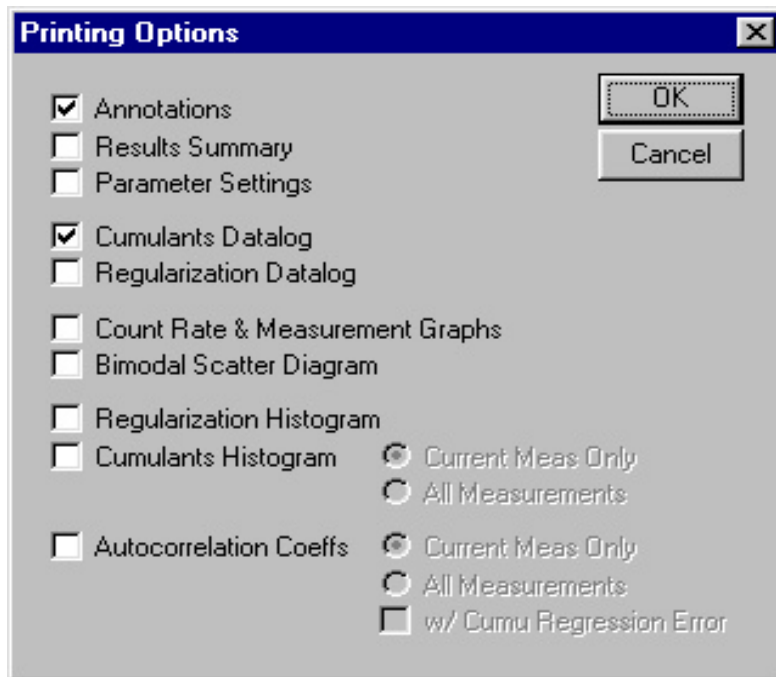 Printing Options
Annotations
OK
Results Summary
Cancel
Parameter Settings
Cumulants Datalog
Regularization Datalog
Count Rate & Measurement Graphs
Bimodal Scatter Diagram
Regularization Histogram
Cumulants Histogram Current Meas Only
All Measurements
Autocorrelation Coeffs Current Meas Only
All Measurements
w/ Cumu Regression Error